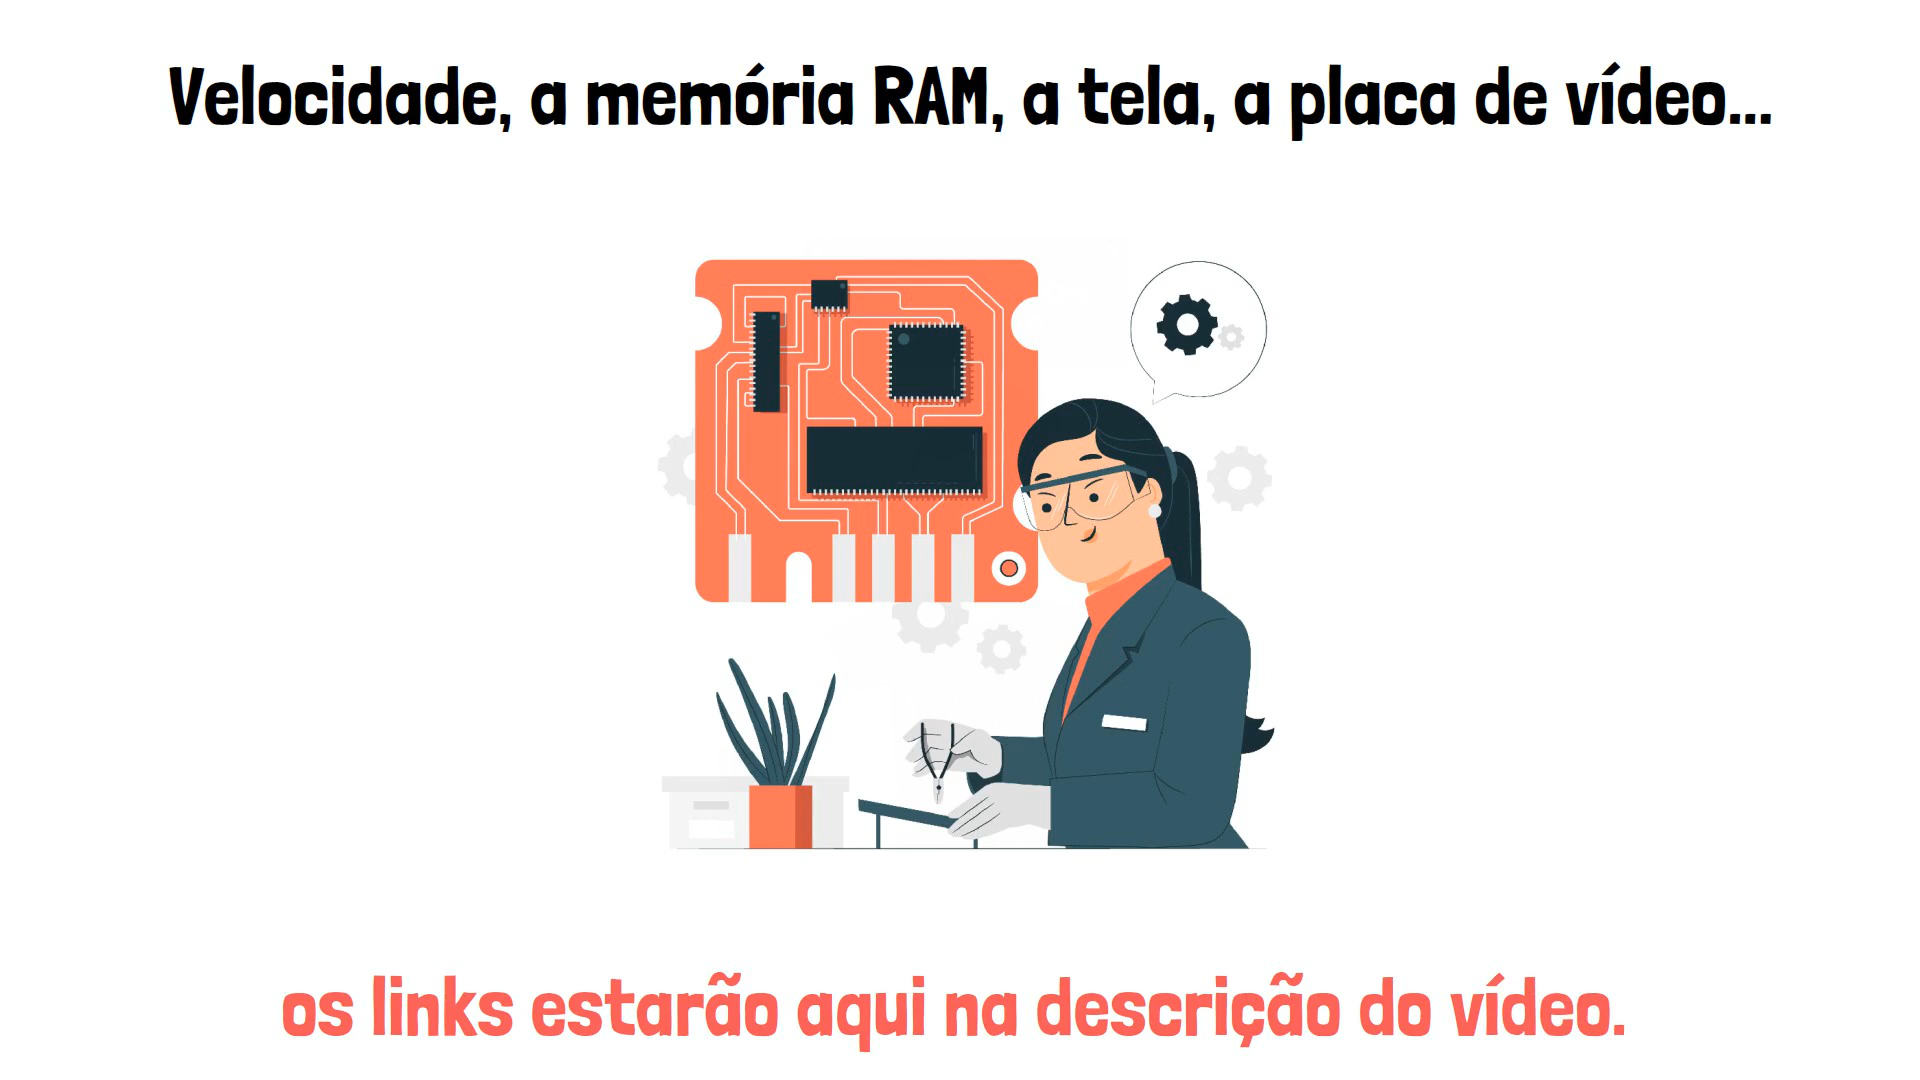 Velocidade, a memória RAM, a tela, a placa de vídeo...
os links estarão aqui na descrição do vídeo.